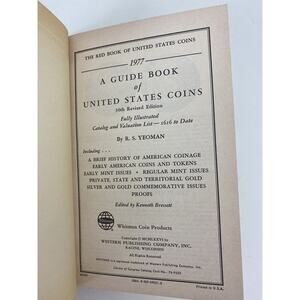 THE RED BOOK OF UNITED STATES COINS
1977
A GUIDE BOOK
of
UNITED STATES COINS
30th Revised Edition
Fully Illustrated
Catalog and Valuation List — 1616 to Date
By R. S. YEOMAN
Including . . .
A BRIEF HISTORY OF AMERICAN COINAGE
EARLY AMERICAN COINS AND TOKENS
EARLY MINT ISSUES • REGULAR MINT ISSUES
PRIVATE, STATE AND TERRITORIAL GOLD
SILVER AND GOLD COMMEMORATIVE ISSUES
PROOFS
Edited by Kenneth Bressett
Whitman Coin Products
Copyright © MCMLXXVI by
WESTERN PUBLISHING COMPANY, INC.
RACINE, WISCONSIN
All Rights Reserved
Printed in U.S.A.